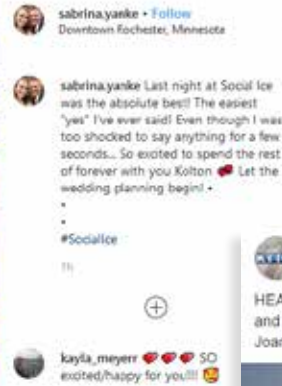 sabrina.yanke • Follow
Downtown Rochester, Minnesota
sabrina.yanke Last night at Social Ice
was the absolute best! The easiest
"yes" I've ever said! Even though I was
too shocked to say anything for a few
seconds... So excited to spend the rest
of forever with you Kolton 💕 Let the
wedding planning begin! •
•
•
#SocialIce
kayla_meyerr 💕💕💕 SO
excited/happy for you!!! 🥰
HEA
and
Joan